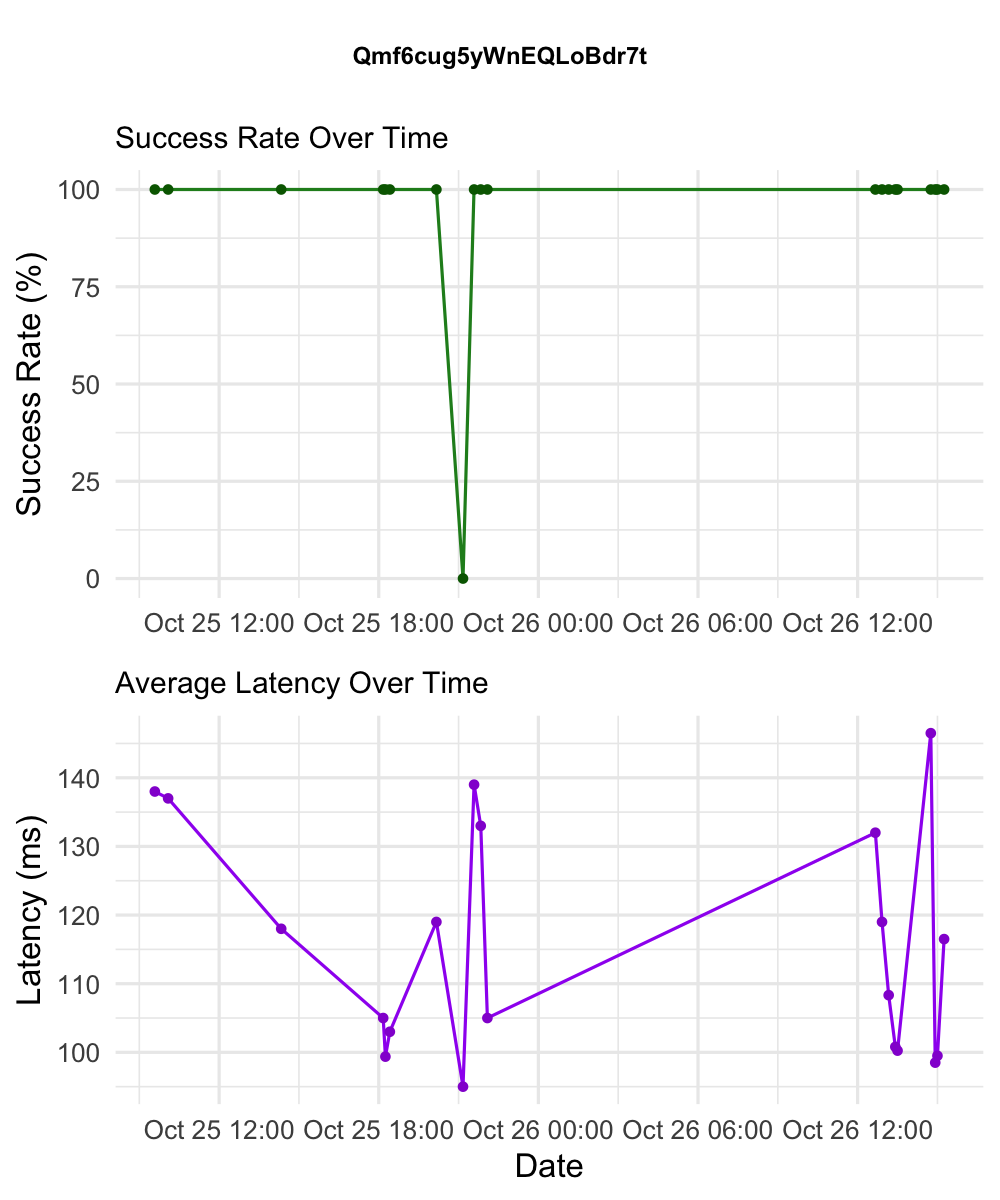 Qmf6cug5yWnEQLoBdr7t
Success Rate Over Time
Success Rate (%)
100
75
50
25
0
Oct 25 12:00 Oct 25 18:00 Oct 26 00:00 Oct 26 06:00 Oct 26 12:00
Average Latency Over Time
Latency (ms)
140
130
120
110
100
Oct 25 12:00 Oct 25 18:00 Oct 26 00:00 Oct 26 06:00 Oct 26 12:00
Date